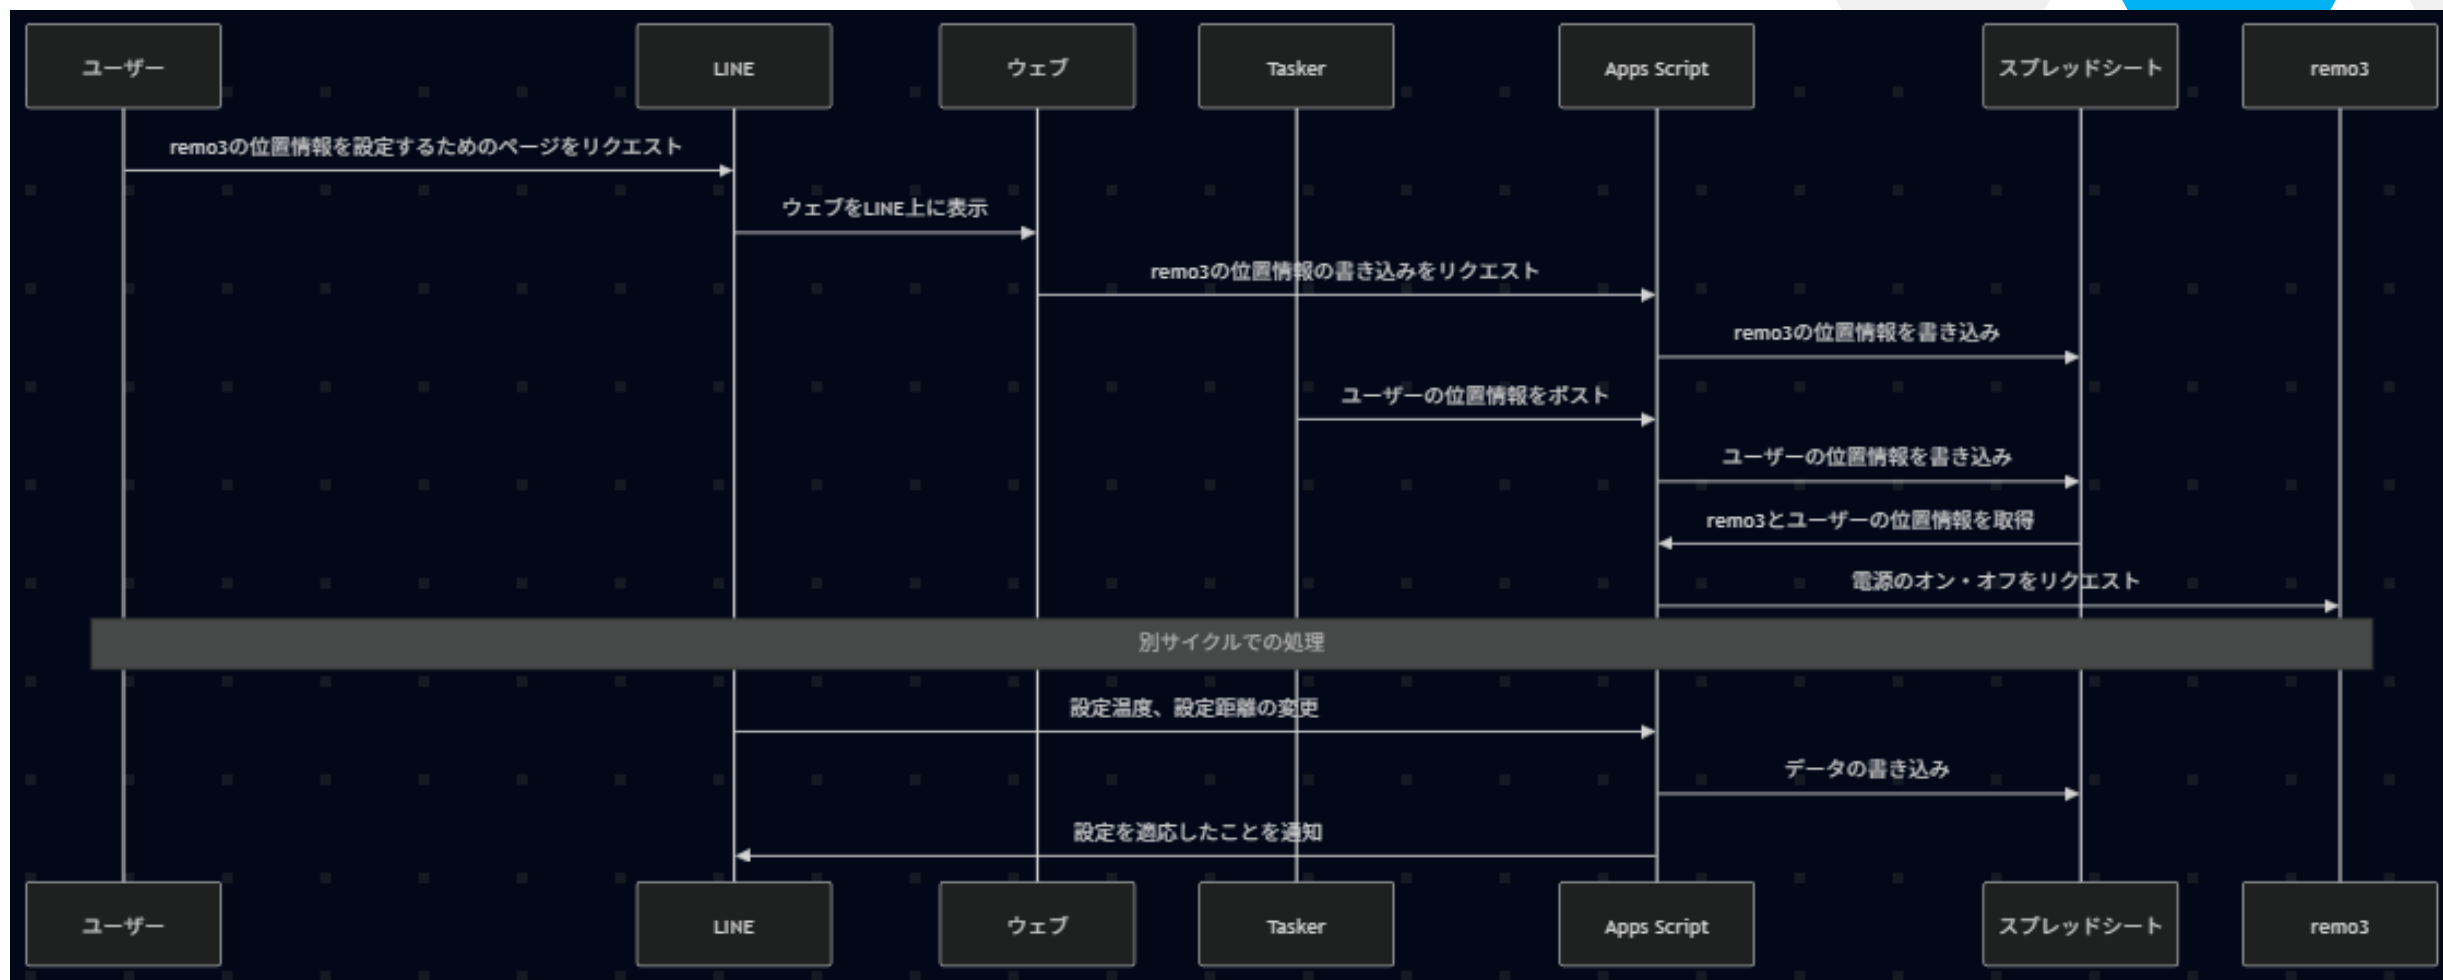 ユーザー
LINE
ウェブ
Tasker
Apps Script
スプレッドシート
remo3
remo3の位置情報を設定するためのページをリクエスト
ウェブをLINE上に表示
remo3の位置情報の書き込みをリクエスト
remo3の位置情報を書き込み
ユーザーの位置情報をポスト
ユーザーの位置情報を書き込み
remo3とユーザーの位置情報を取得
電源のオン・オフをリクエスト
別サイクルでの処理
設定温度、設定距離の変更
データの書き込み
設定を適応したことを通知
ユーザー
LINE
ウェブ
Tasker
Apps Script
スプレッドシート
remo3